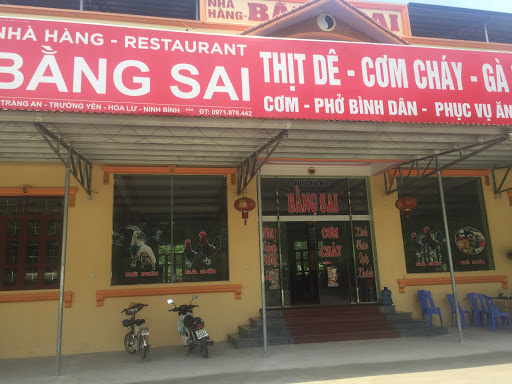 NHÀ
HÀNG-BẰNG SAI
NHÀ HÀNG - RESTAURANT
BẰNG SAI
TRÀNG AN - TRƯỜNG YÊN - HOA LƯ - NINH BÌNH *** ĐT: 0971.876.442
THỊT DÊ - CƠM CHÁY - GÀ
CƠM - PHỞ BÌNH DÂN - PHỤC VỤ ĂN
BẰNG SAI
CƠM
CHÁY